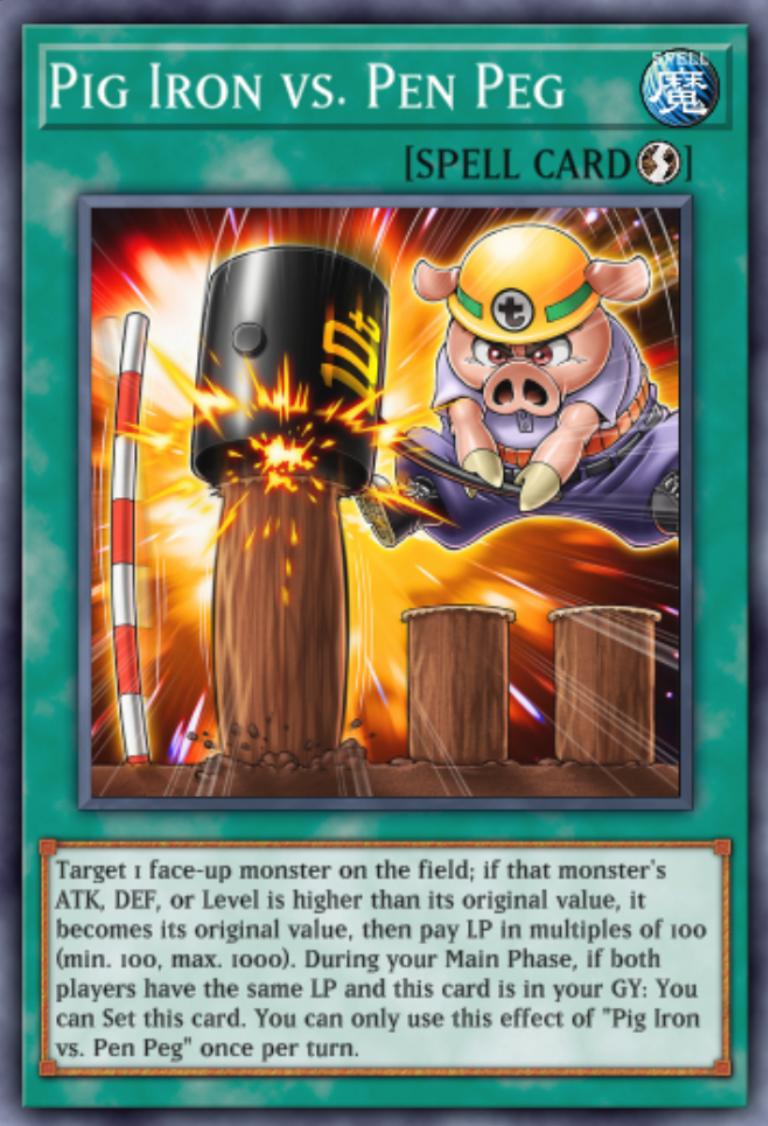 Pig Iron vs. Pen Peg
SPELL
魔
[SPELL CARD]
10t
t
Target 1 face-up monster on the field; if that monster's
ATK, DEF, or Level is higher than its original value, it
becomes its original value, then pay LP in multiples of 100
(min. 100, max. 1000). During your Main Phase, if both
players have the same LP and this card is in your GY: You
can Set this card. You can only use this effect of "Pig Iron
vs. Pen Peg" once per turn.